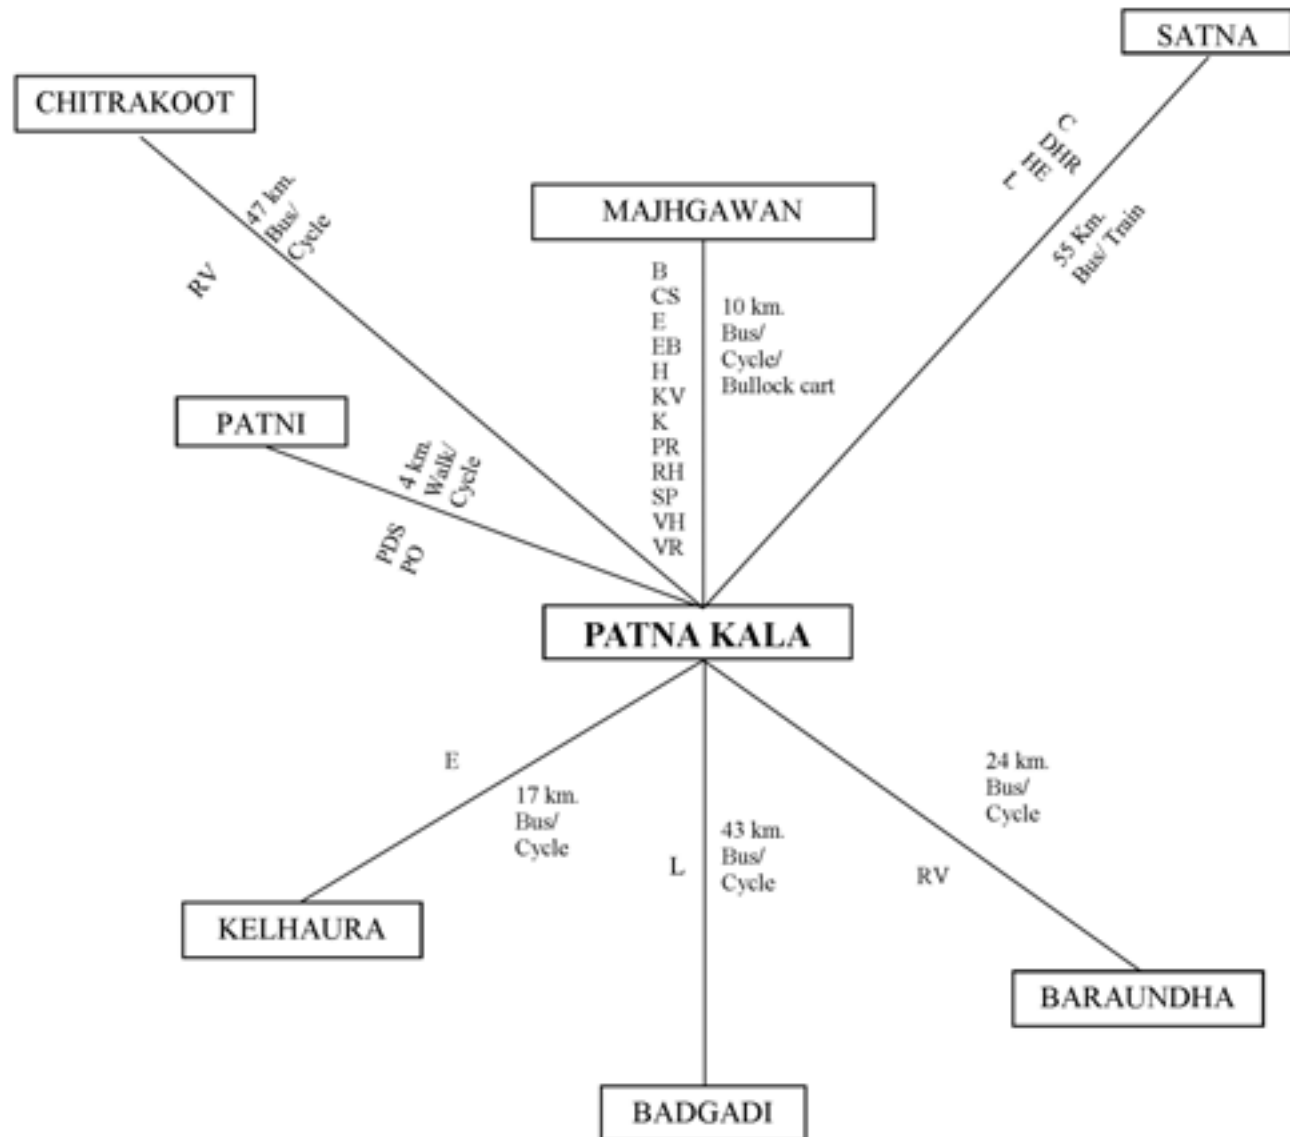 SATNA
CHITRAKOOT
C
DHR
HE
L
55 Km.
Bus/ Train
47 km.
Bus/
Cycle
RV
MAJHGAWAN
B
CS
E
EB
H
KV
K
PR
RH
SP
VH
VR
10 km.
Bus/
Cycle/
Bullock cart
PATNI
4 km.
Walk/
Cycle
PDS
PO
PATNA KALA
E
17 km.
Bus/
Cycle
L
43 km.
Bus/
Cycle
24 km.
Bus/
Cycle
RV
KELHAURA
BARAUNDHA
BADGADI